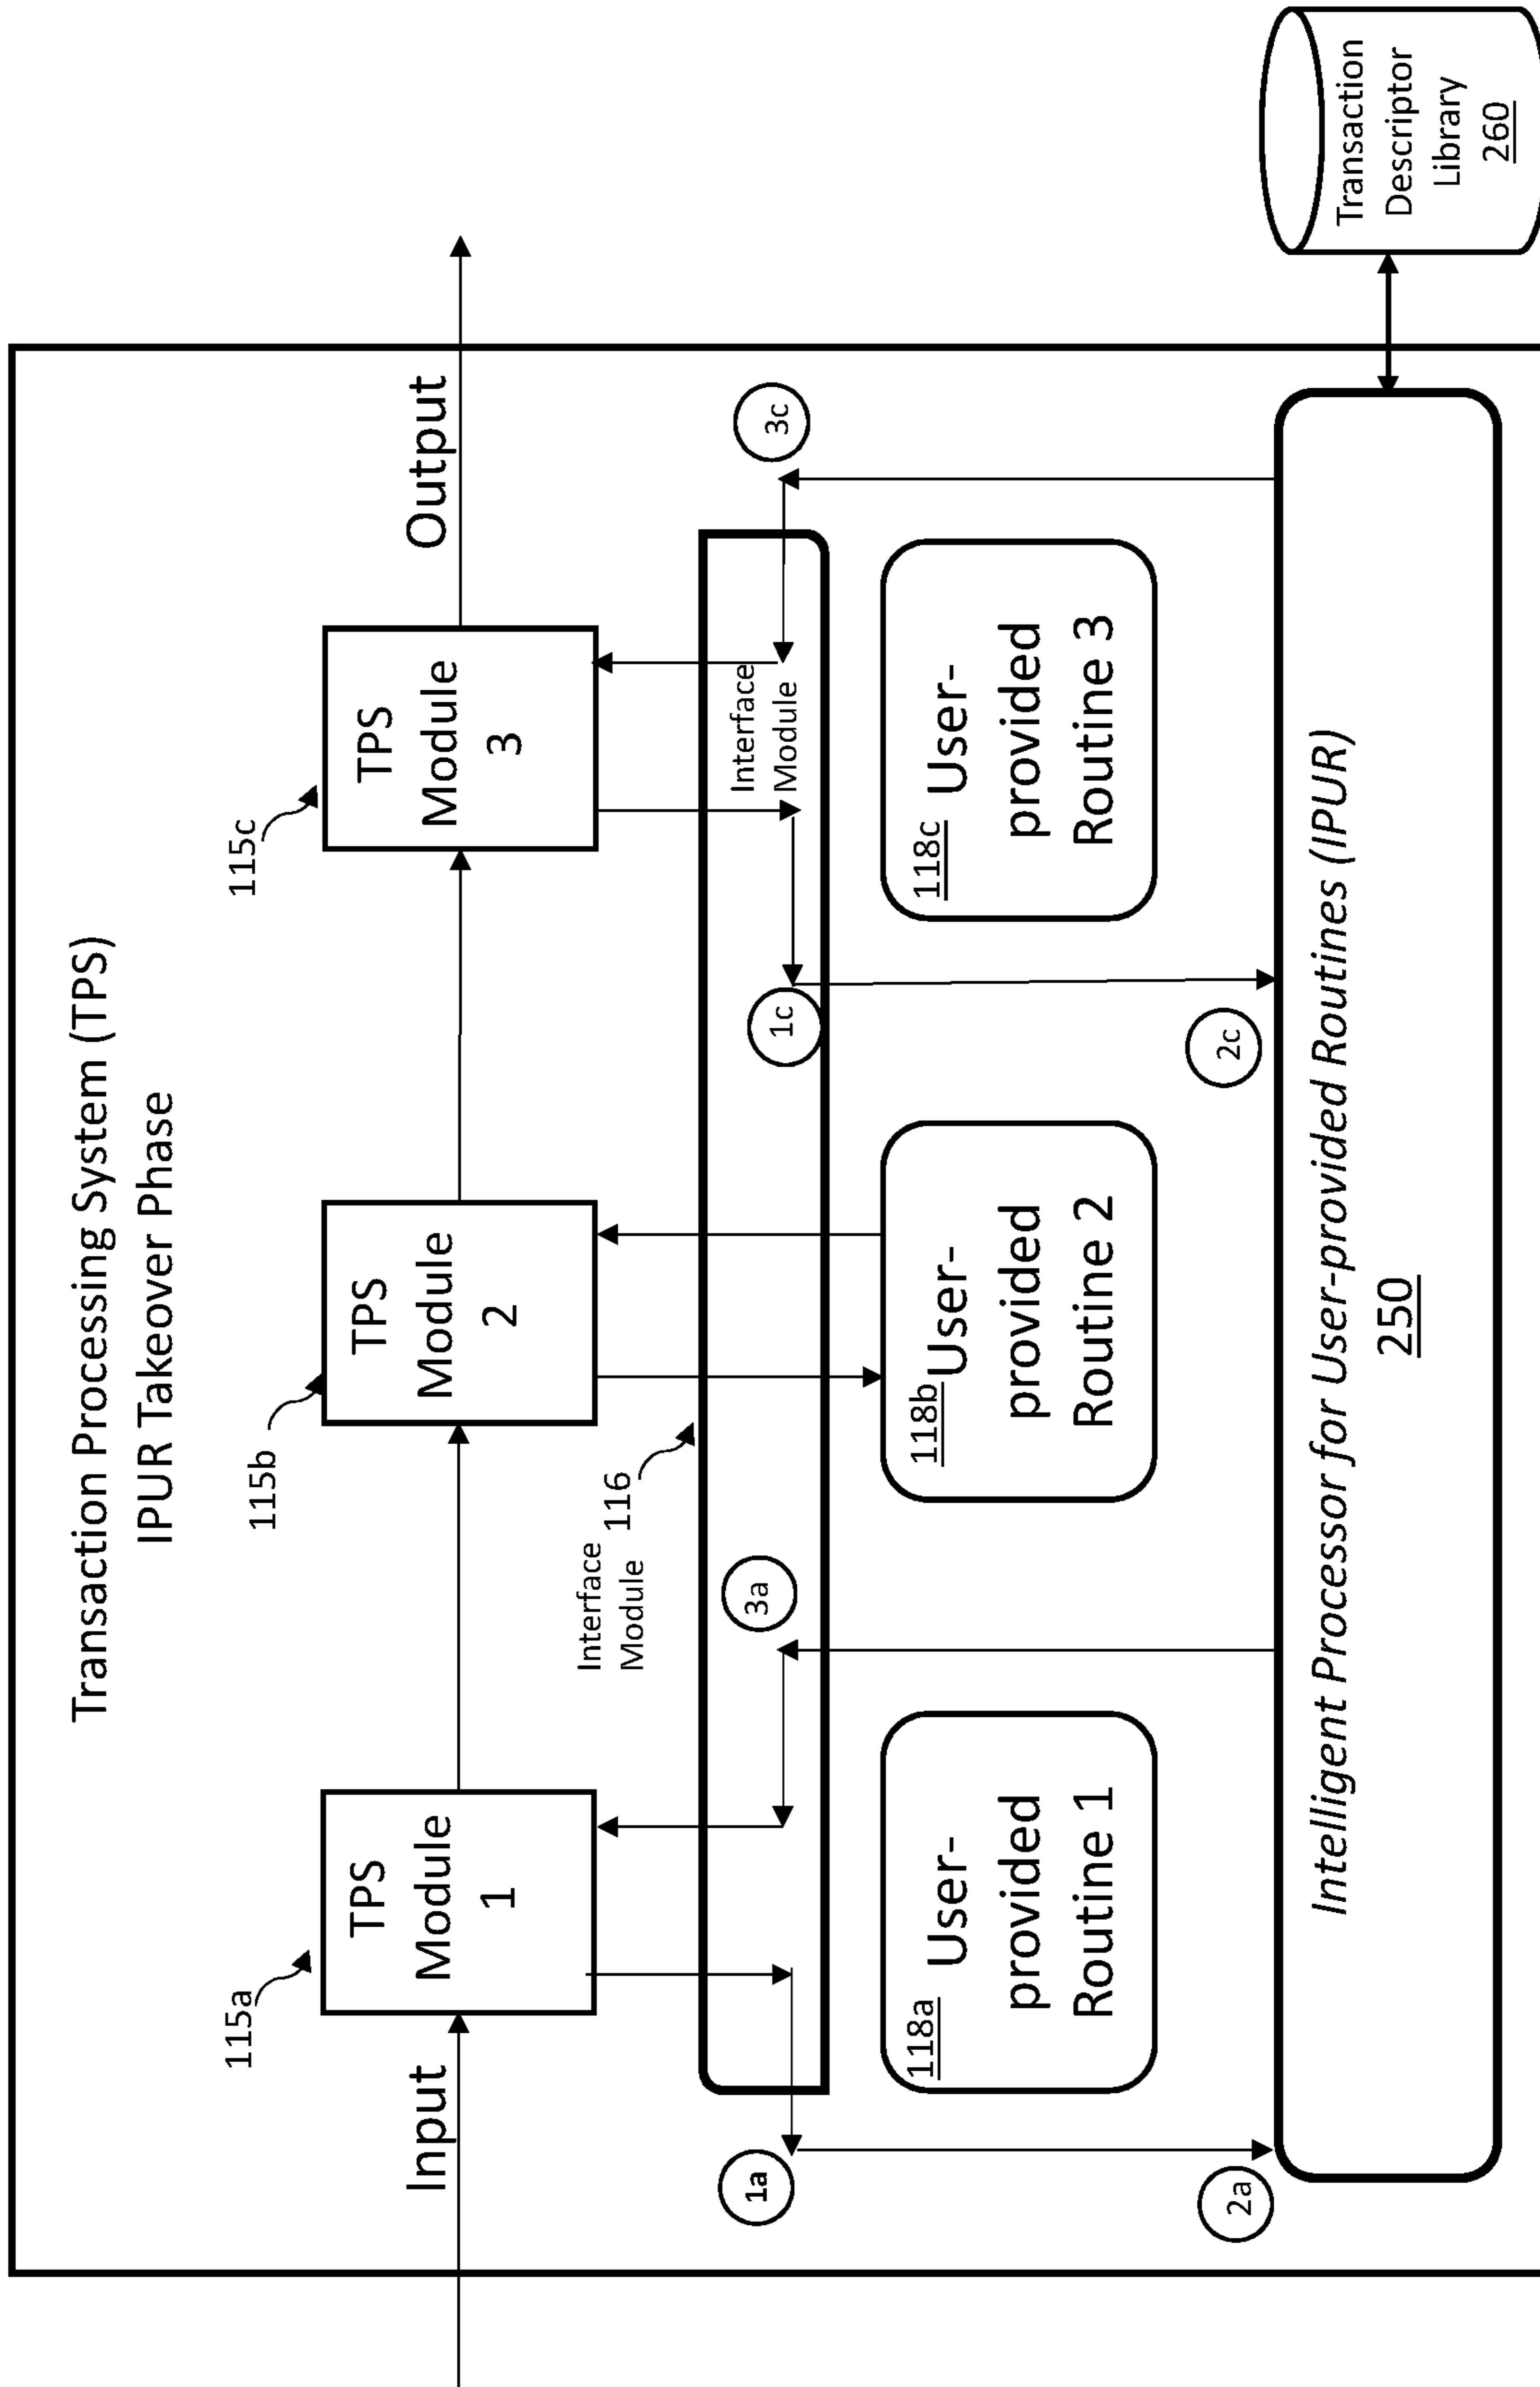 Transaction Processing System (TPS)
IPUR Takeover Phase
115a
115b
115c
Input
TPS
Module
1
TPS
Module
2
TPS
Module
3
Output
Interface
Module
116
1a
3a
1c
Interface
Module
3c
118a
User-
provided
Routine 1
118b
User-
provided
Routine 2
118c
User-
provided
Routine 3
2a
2c
Intelligent Processor for User-provided Routines (IPUR)
250
Transaction
Descriptor
Library
260